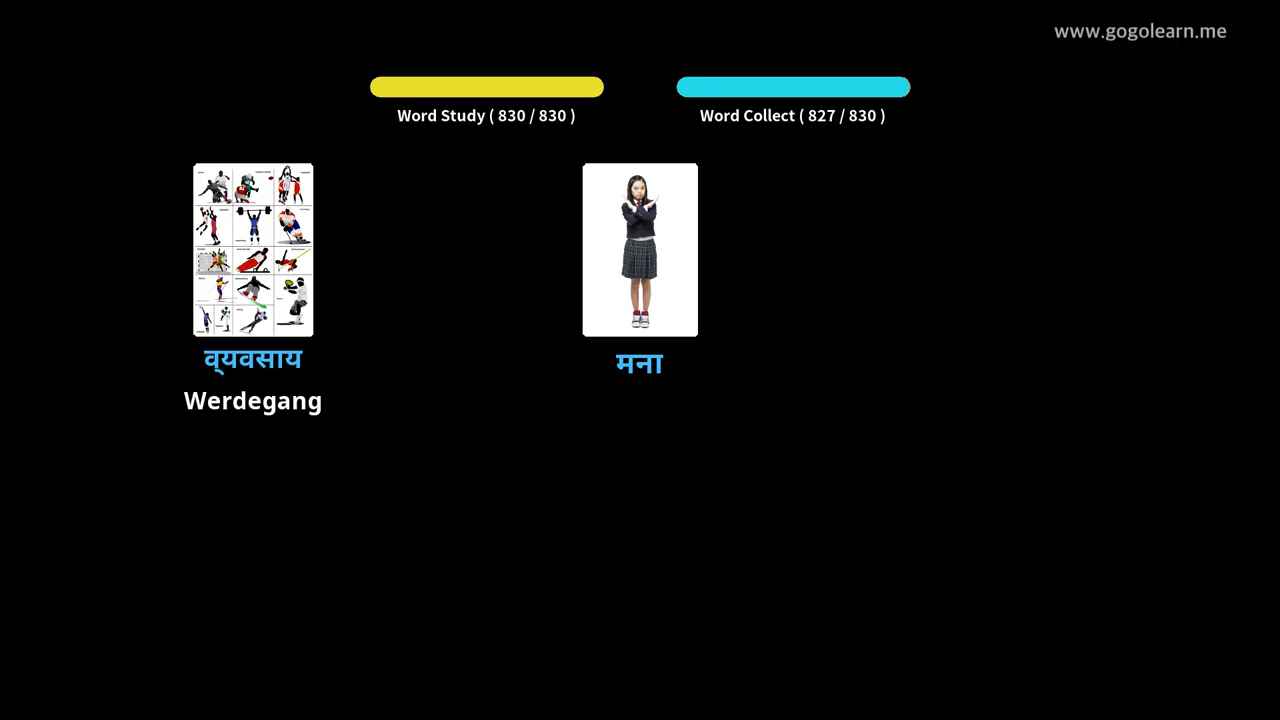 www.gogolearn.me
Word Study ( 830 / 830 )
Word Collect ( 827 / 830 )
व्यवसाय
मना
Werdegang